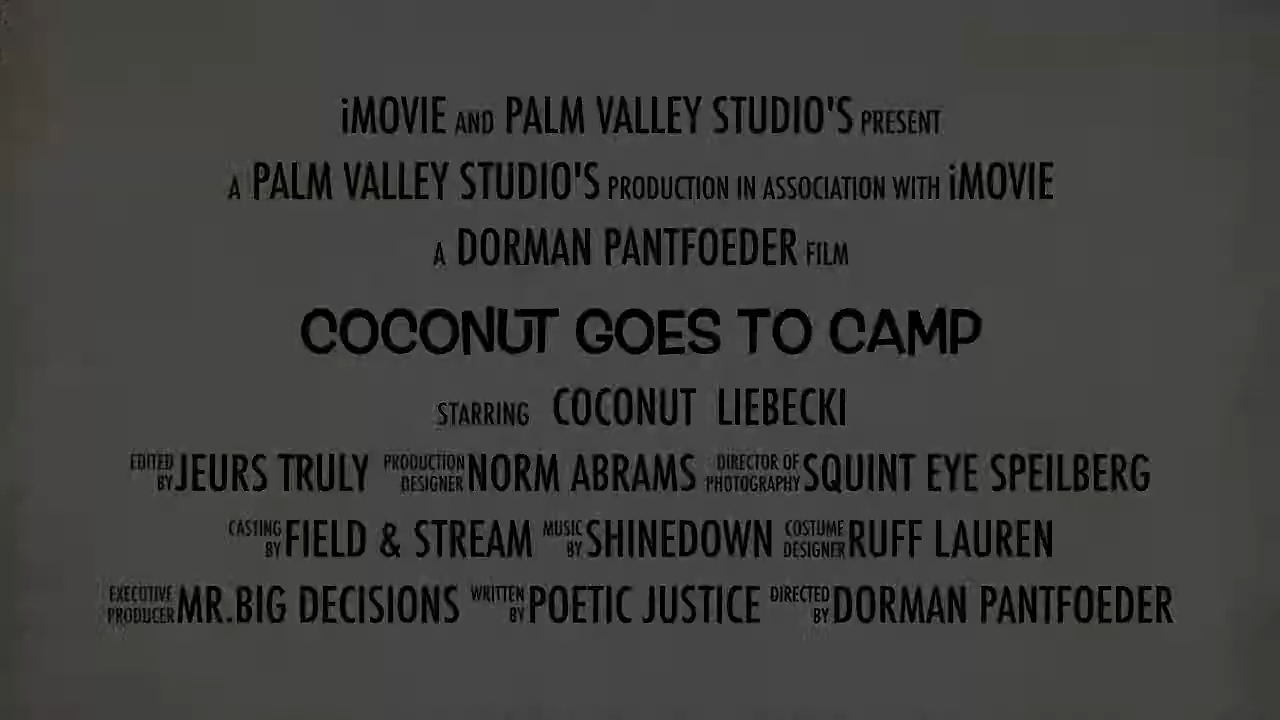 iMOVIE AND PALM VALLEY STUDIO'S PRESENT
A PALM VALLEY STUDIO'S PRODUCTION IN ASSOCIATION WITH iMOVIE
A DORMAN PANTFOEDER FILM
COCONUT GOES TO CAMP
STARRING COCONUT LIEBECKI
EDITED BY JEURS TRULY PRODUCTION DESIGNER NORM ABRAMS DIRECTOR OF PHOTOGRAPHY SQUINT EYE SPEILBERG
CASTING BY FIELD & STREAM MUSIC BY SHINEDOWN COSTUME DESIGNER RUFF LAUREN
EXECUTIVE PRODUCER MR.BIG DECISIONS WRITTEN BY POETIC JUSTICE DIRECTED BY DORMAN PANTFOEDER